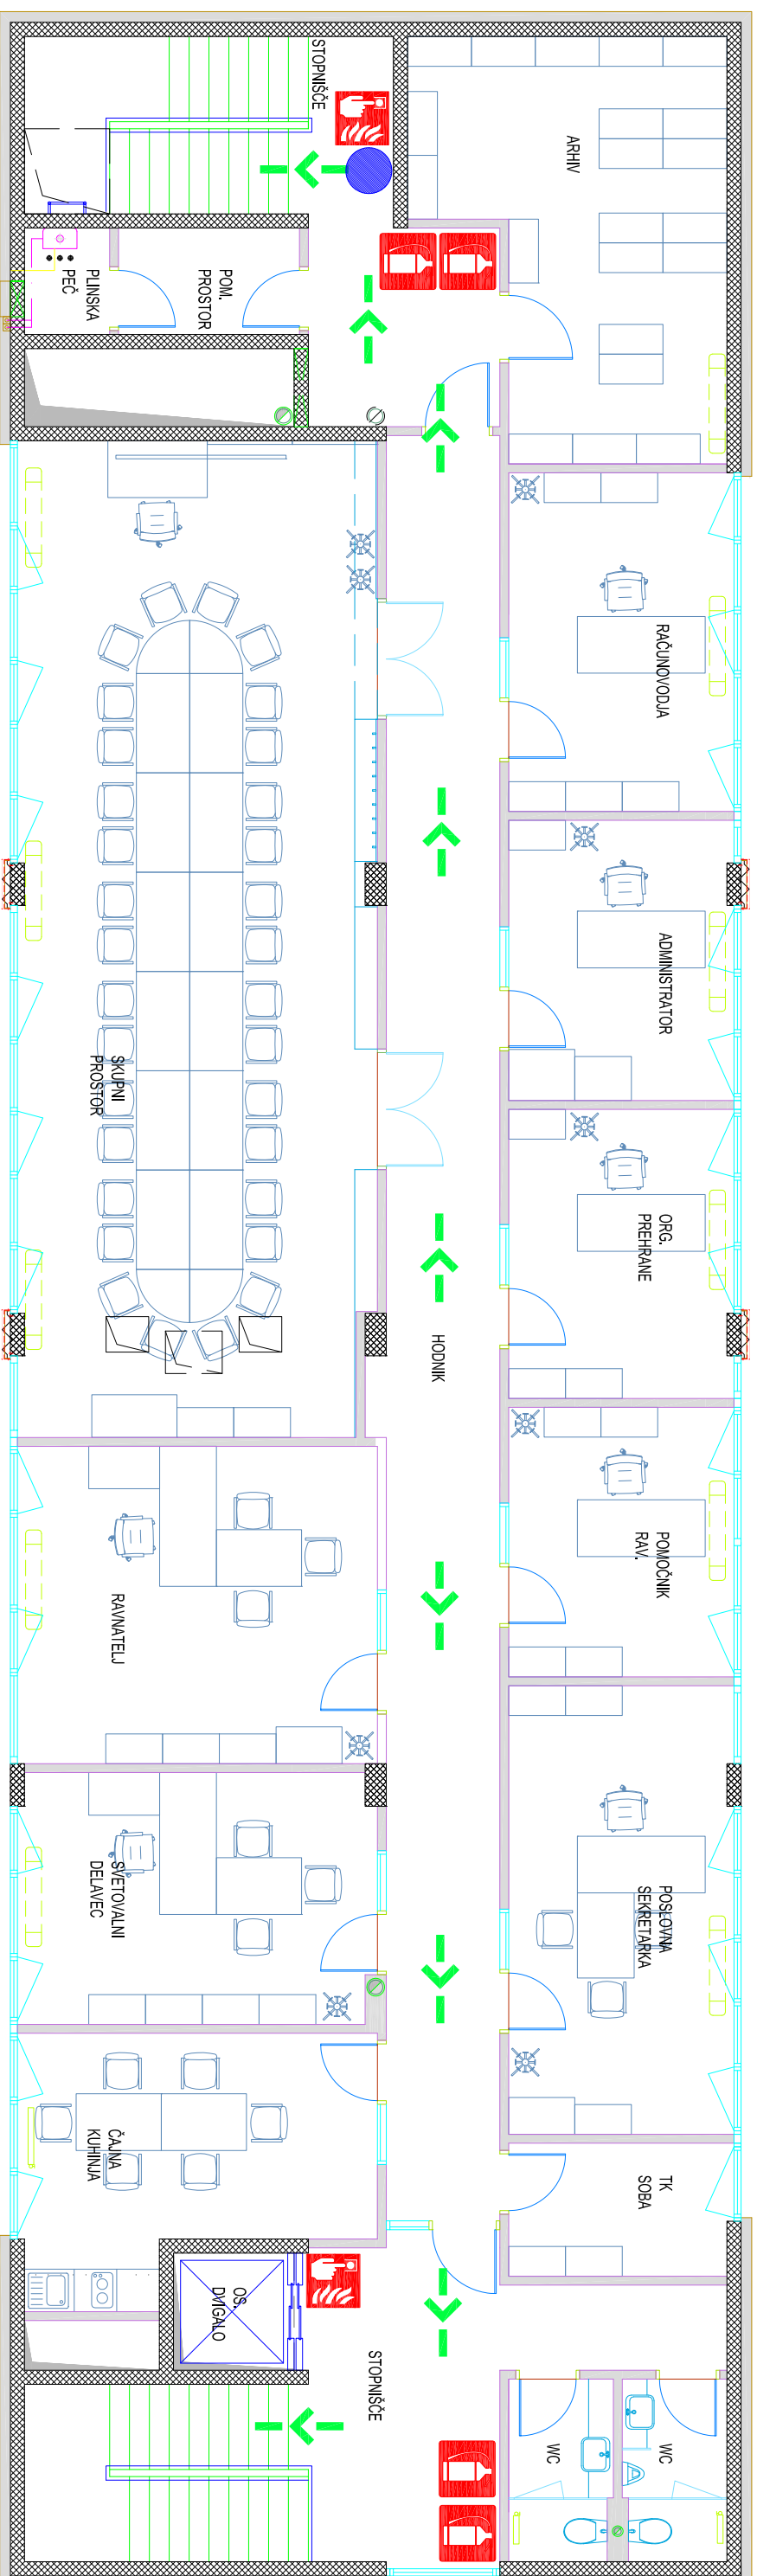 STOPNIŠČE
ARHIV
PLINSKA
PEČ
POM.
PROSTOR
RAČUNOVODJA
ADMINISTRATOR
SKUPNI
PROSTOR
ORG.
PREHRANE
HODNIK
POMOČNIK
RAV.
RAVNATELJ
SVETOVALNI
DELAVEC
POSLOVNA
SEKRETARKA
ČAJNA
KUHINJA
TK
SOBA
OS.
DVIGALO
STOPNIŠČE
WC
WC